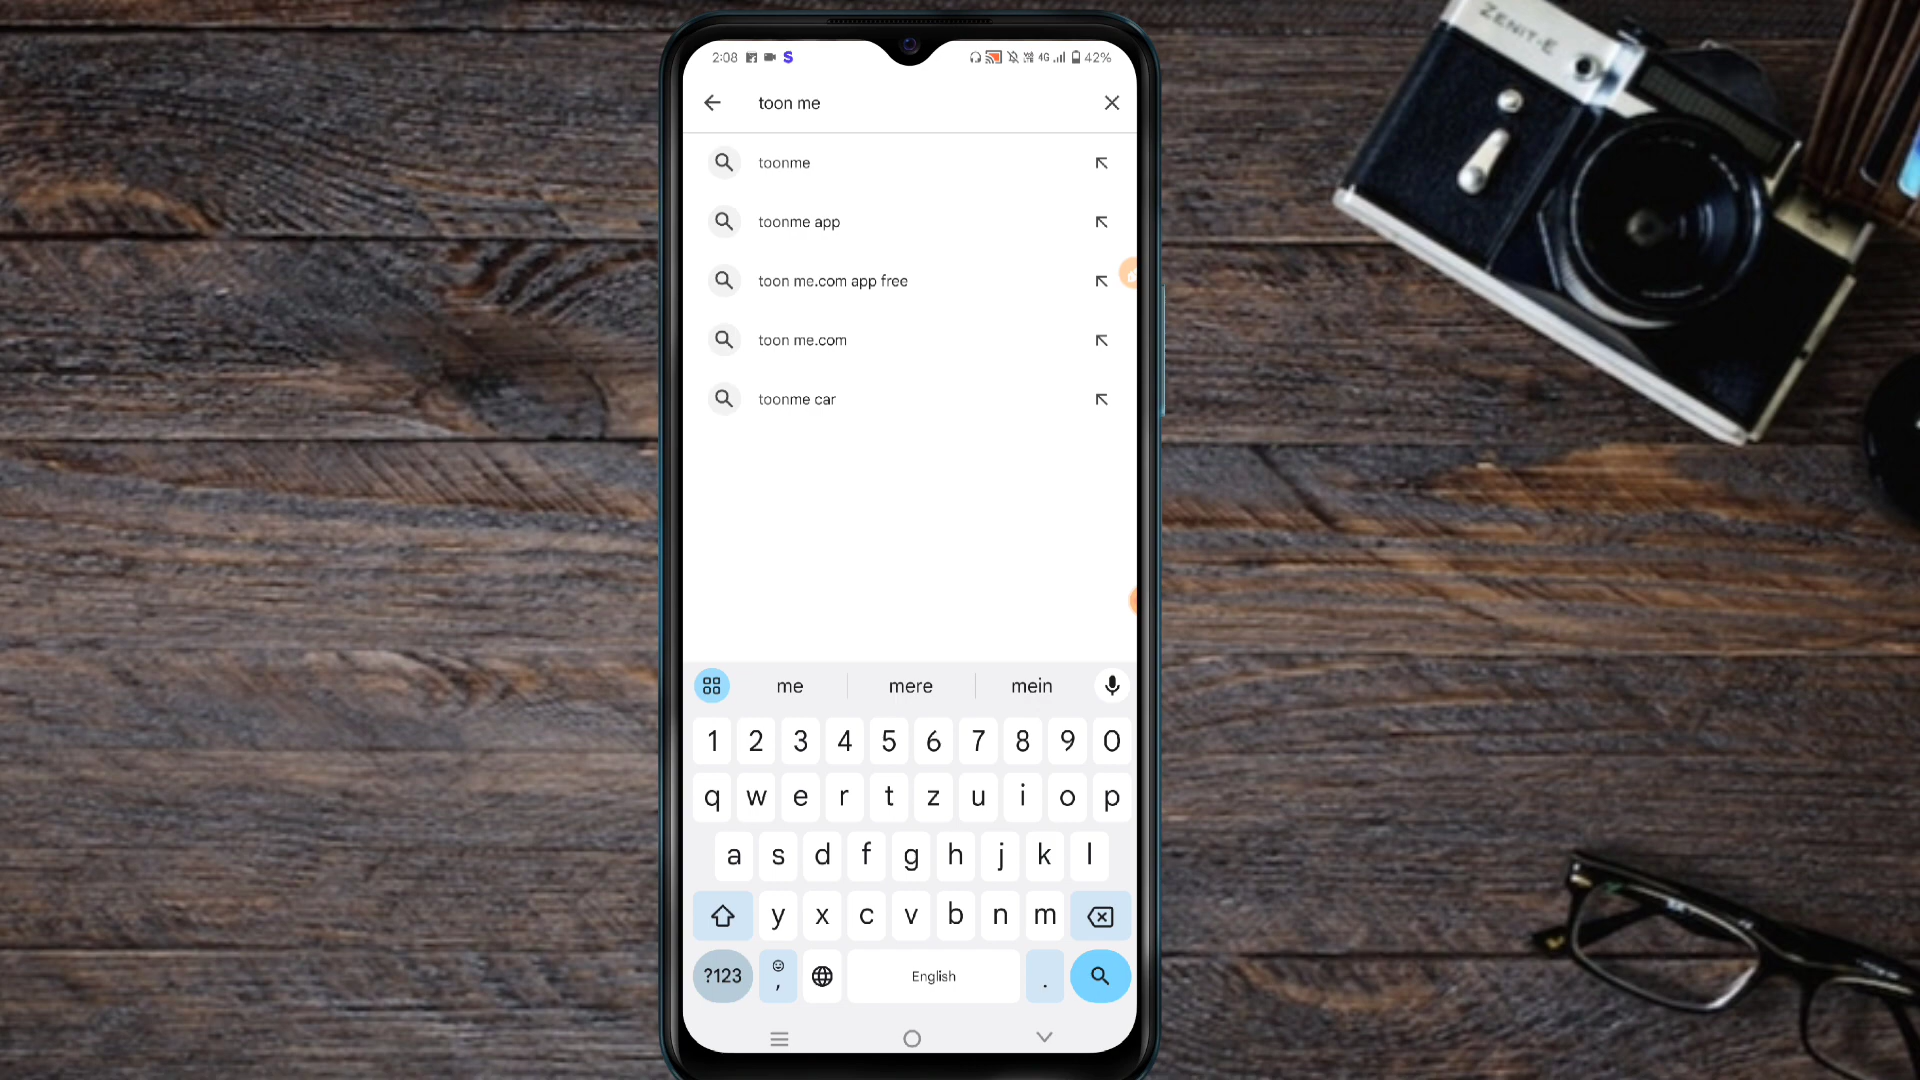 ZENIT-E
2:08 S 4G 42%
toon me
toonme
toonme app
toon me.com app free
toon me.com
toonme car
me mere mein
1 2 3 4 5 6 7 8 9 0
q w e r t z u i o p
a s d f g h j k l
y x c v b n m
?123 , English .